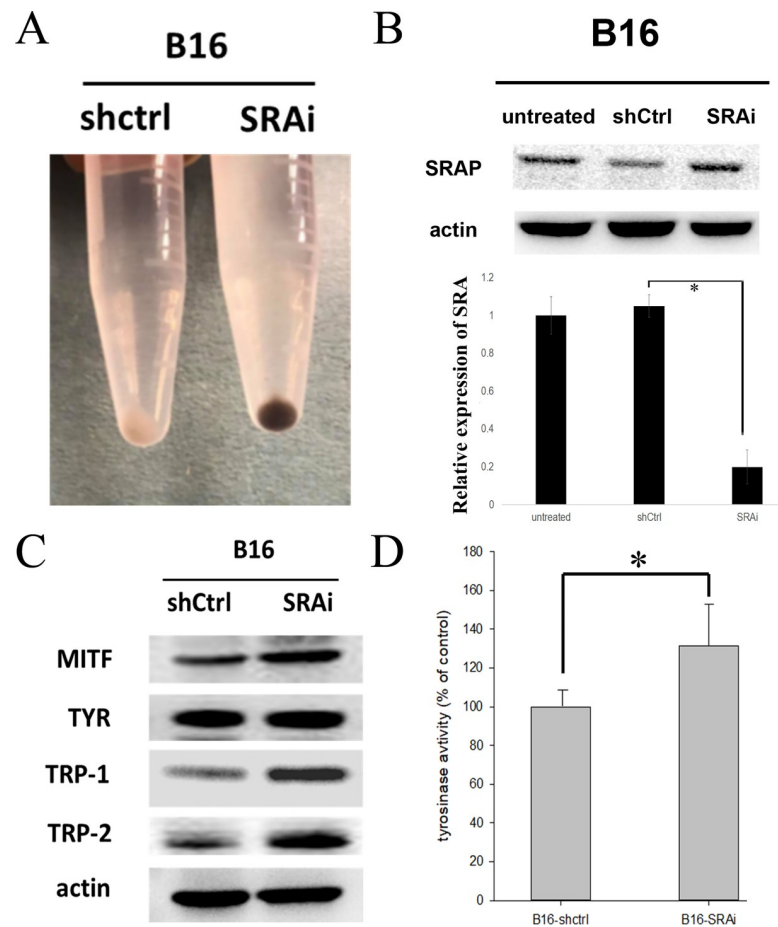 A
B16
shctrl SRAi
B
B16
untreated shCtrl SRAi
SRAP
actin
Relative expression of SRA
1.2
1
0.8
0.6
0.4
0.2
0
*
untreated shCtrl SRAi
C
B16
shCtrl SRAi
MITF
TYR
TRP-1
TRP-2
actin
D
tyrosinase avtivity (% of control)
180
160
140
120
100
80
60
40
20
0
*
B16-shctrl B16-SRAi